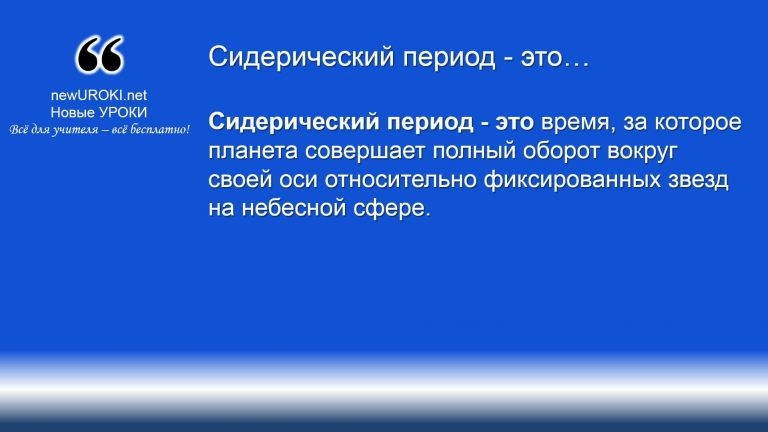 newUROKI.net
Новые УРОКИ
Всё для учителя – всё бесплатно!
Сидерический период - это…
Сидерический период - это время, за которое
планета совершает полный оборот вокруг
своей оси относительно фиксированных звезд
на небесной сфере.